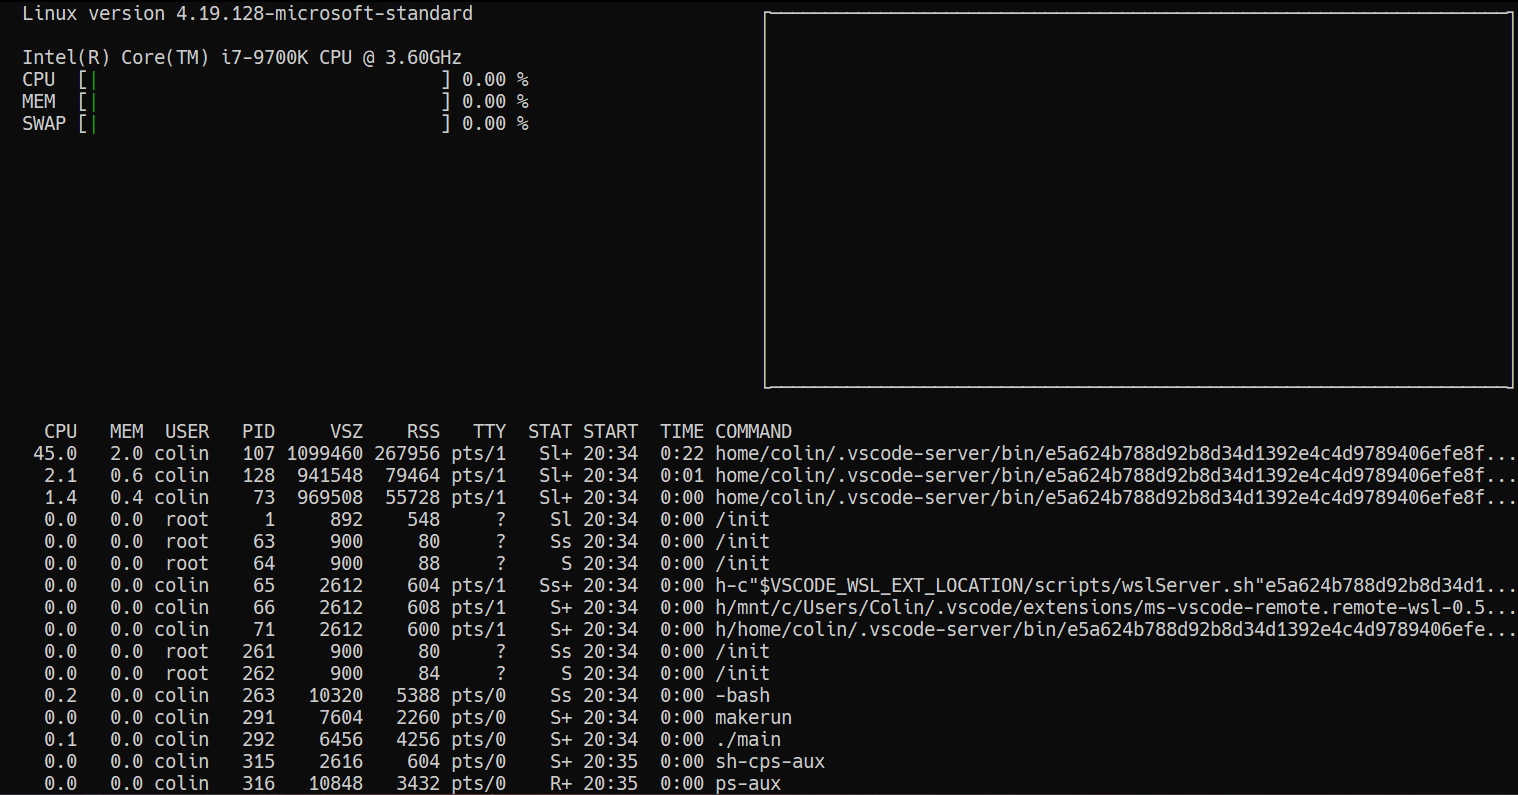 Linux version 4.19.128-microsoft-standard
Intel(R) Core(TM) i7-9700K CPU @ 3.60GHz
CPU [| ] 0.00 %
MEM [| ] 0.00 %
SWAP [| ] 0.00 %
CPU MEM USER PID VSZ RSS TTY STAT START TIME COMMAND
45.0 2.0 colin 107 1099460 267956 pts/1 Sl+ 20:34 0:22 home/colin/.vscode-server/bin/e5a624b788d92b8d34d1392e4c4d9789406efe8f...
2.1 0.6 colin 128 941548 79464 pts/1 Sl+ 20:34 0:01 home/colin/.vscode-server/bin/e5a624b788d92b8d34d1392e4c4d9789406efe8f...
1.4 0.4 colin 73 969508 55728 pts/1 Sl+ 20:34 0:00 home/colin/.vscode-server/bin/e5a624b788d92b8d34d1392e4c4d9789406efe8f...
0.0 0.0 root 1 892 548 ? Sl 20:34 0:00 /init
0.0 0.0 root 63 900 80 ? Ss 20:34 0:00 /init
0.0 0.0 root 64 900 88 ? S 20:34 0:00 /init
0.0 0.0 colin 65 2612 604 pts/1 Ss+ 20:34 0:00 h-c"$VSCODE_WSL_EXT_LOCATION/scripts/wslServer.sh"e5a624b788d92b8d34d1...
0.0 0.0 colin 66 2612 608 pts/1 S+ 20:34 0:00 h/mnt/c/Users/Colin/.vscode/extensions/ms-vscode-remote.remote-wsl-0.5...
0.0 0.0 colin 71 2612 600 pts/1 S+ 20:34 0:00 h/home/colin/.vscode-server/bin/e5a624b788d92b8d34d1392e4c4d9789406efe...
0.0 0.0 root 261 900 80 ? Ss 20:34 0:00 /init
0.0 0.0 root 262 900 84 ? S 20:34 0:00 /init
0.2 0.0 colin 263 10320 5388 pts/0 Ss 20:34 0:00 -bash
0.0 0.0 colin 291 7604 2260 pts/0 S+ 20:34 0:00 makerun
0.1 0.0 colin 292 6456 4256 pts/0 S+ 20:34 0:00 ./main
0.0 0.0 colin 315 2616 604 pts/0 S+ 20:35 0:00 sh-cps-aux
0.0 0.0 colin 316 10848 3432 pts/0 R+ 20:35 0:00 ps-aux